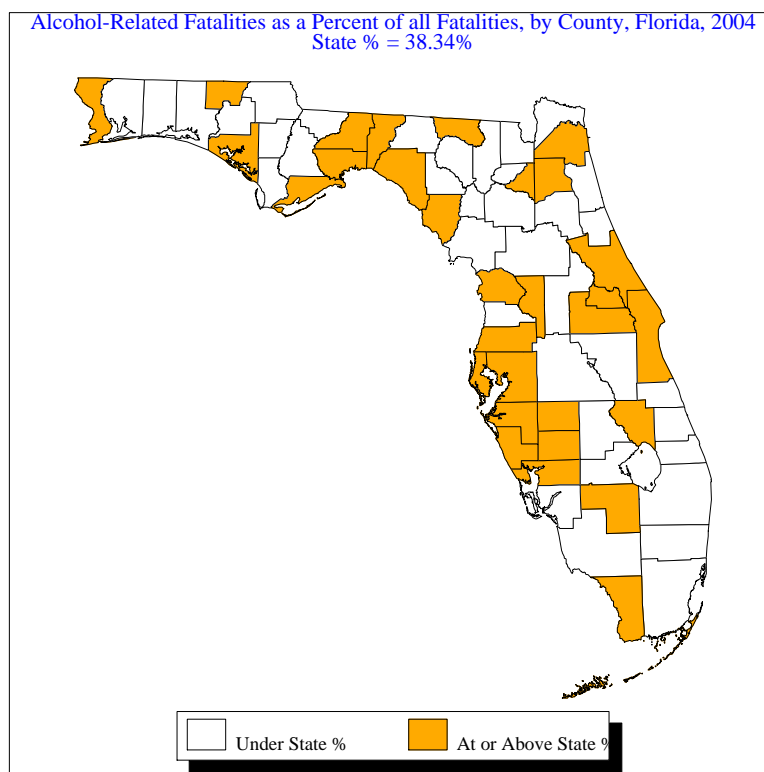 Alcohol-Related Fatalities as a Percent of all Fatalities, by County, Florida, 2004
State % = 38.34%
Under State %
At or Above State %